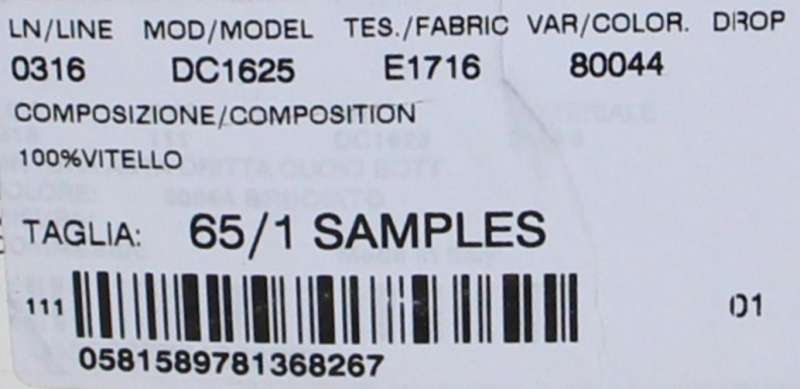 LN/LINE MOD/MODEL TES./FABRIC VAR/COLOR. DROP
0316 DC1625 E1716 80044
COMPOSIZIONE/COMPOSITION
100%VITELLO
TAGLIA: 65/1 SAMPLES
111 01
0581589781368267